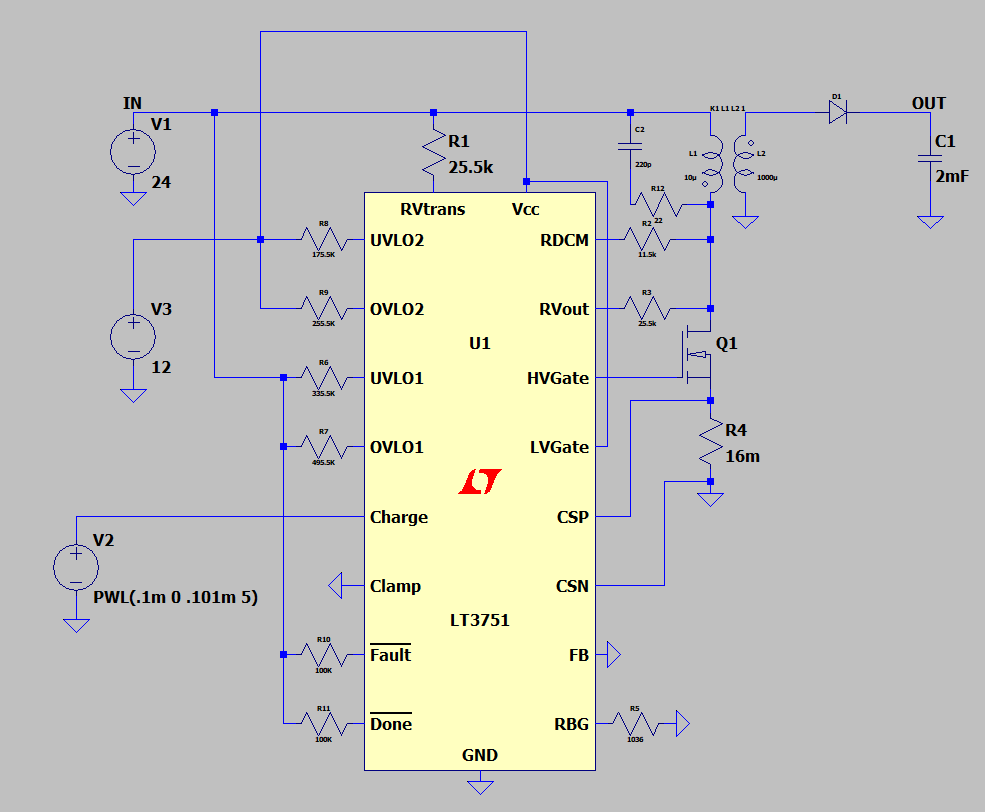 K1 L1 L2 1
D1
IN
OUT
V1
24
R1
25.5k
C2
220p
L1
10µ
L2
1000µ
C1
2mF
R12
22
RVtrans
Vcc
R8
175.5K
UVLO2
RDCM
R2
11.5k
V3
12
R9
255.5K
OVLO2
RVout
R3
25.5k
U1
Q1
R6
335.5K
UVLO1
HVGate
R7
495.5K
OVLO1
LVGate
R4
16m
Charge
CSP
V2
PWL(.1m 0 .101m 5)
Clamp
CSN
LT3751
R10
100K
Fault
FB
R11
100K
Done
RBG
R5
1036
GND